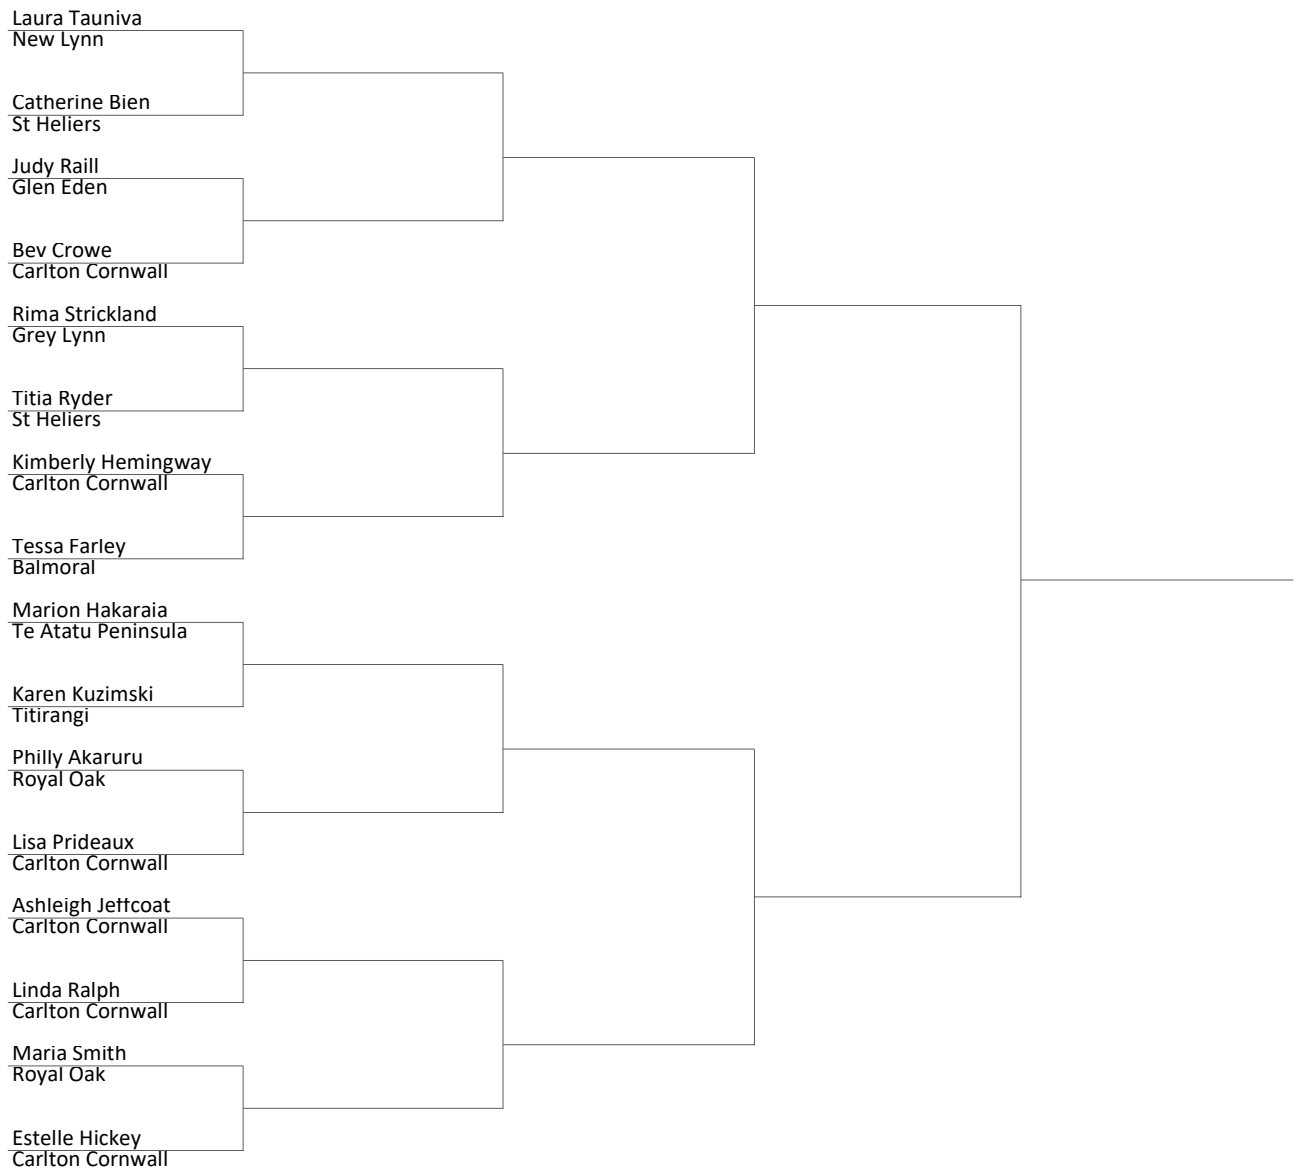 Laura Tauniva
New Lynn
Catherine Bien
St Heliers
Judy Raill
Glen Eden
Bev Crowe
Carlton Cornwall
Rima Strickland
Grey Lynn
Titia Ryder
St Heliers
Kimberly Hemingway
Carlton Cornwall
Tessa Farley
Balmoral
Marion Hakaraia
Te Atatu Peninsula
Karen Kuzimski
Titirangi
Philly Akaruru
Royal Oak
Lisa Prideaux
Carlton Cornwall
Ashleigh Jeffcoat
Carlton Cornwall
Linda Ralph
Carlton Cornwall
Maria Smith
Royal Oak
Estelle Hickey
Carlton Cornwall